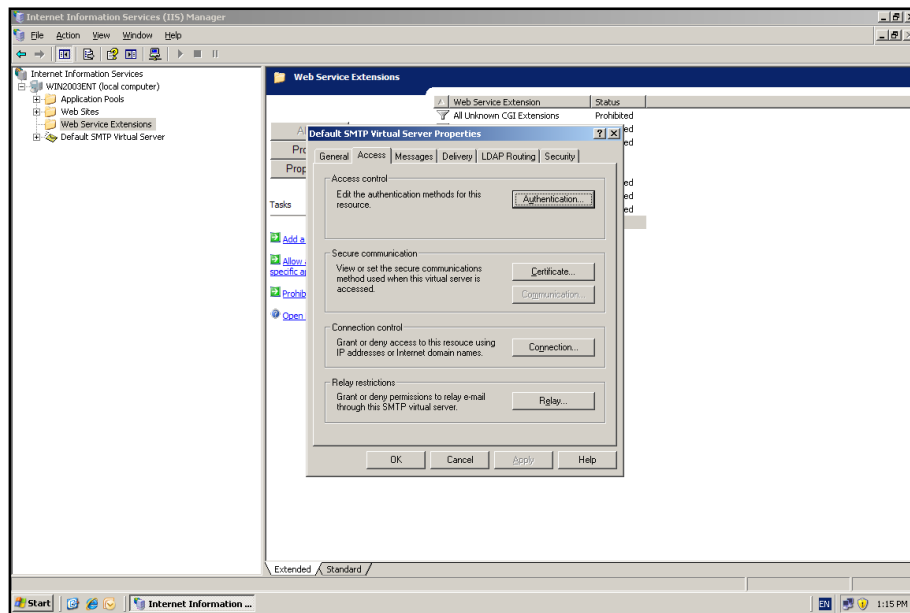 Internet Information Services (IIS) Manager
File Action View Window Help
Internet Information Services
WIN2003ENT (local computer)
Application Pools
Web Sites
Web Service Extensions
Default SMTP Virtual Server
Web Service Extensions
Web Service Extension Status
All Unknown CGI Extensions Prohibited
Tasks
Add a
Allow
specific
Prohib
Open
Default SMTP Virtual Server Properties
General Access Messages Delivery LDAP Routing Security
Access control
Edit the authentication methods for this
resource.
Authentication...
Secure communication
View or set the secure communications
method used when this virtual server is
accessed.
Certificate...
Communication...
Connection control
Grant or deny access to this resouce using
IP addresses or Internet domain names.
Connection...
Relay restrictions
Grant or deny permissions to relay e-mail
through this SMTP virtual server.
Relay...
OK Cancel Apply Help
Extended Standard
Start Internet Information ... EN 1:15 PM